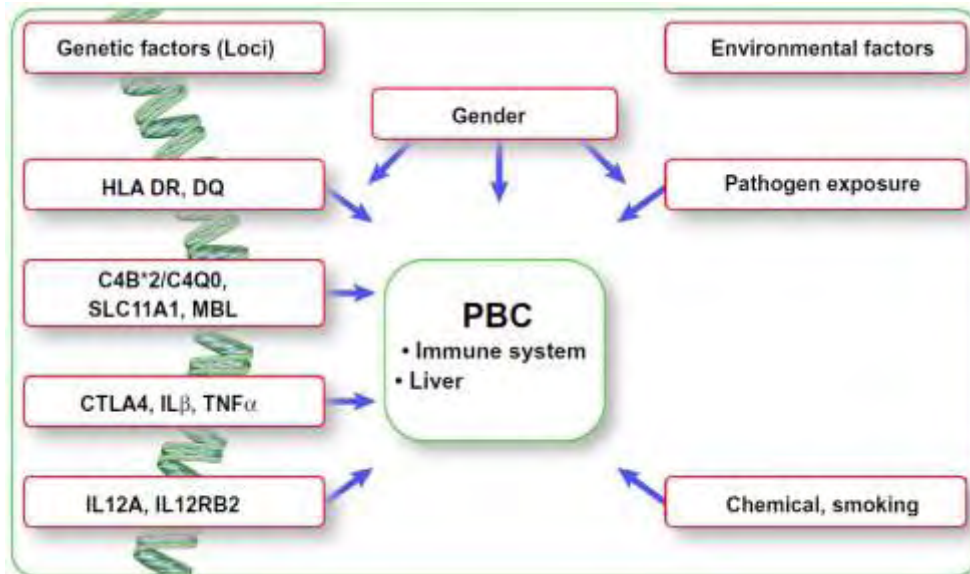 Genetic factors (Loci)
Environmental factors
Gender
HLA DR, DQ
Pathogen exposure
C4B*2/C4Q0,
SLC11A1, MBL
PBC
• Immune system
• Liver
CTLA4, ILβ, TNFα
IL12A, IL12RB2
Chemical, smoking